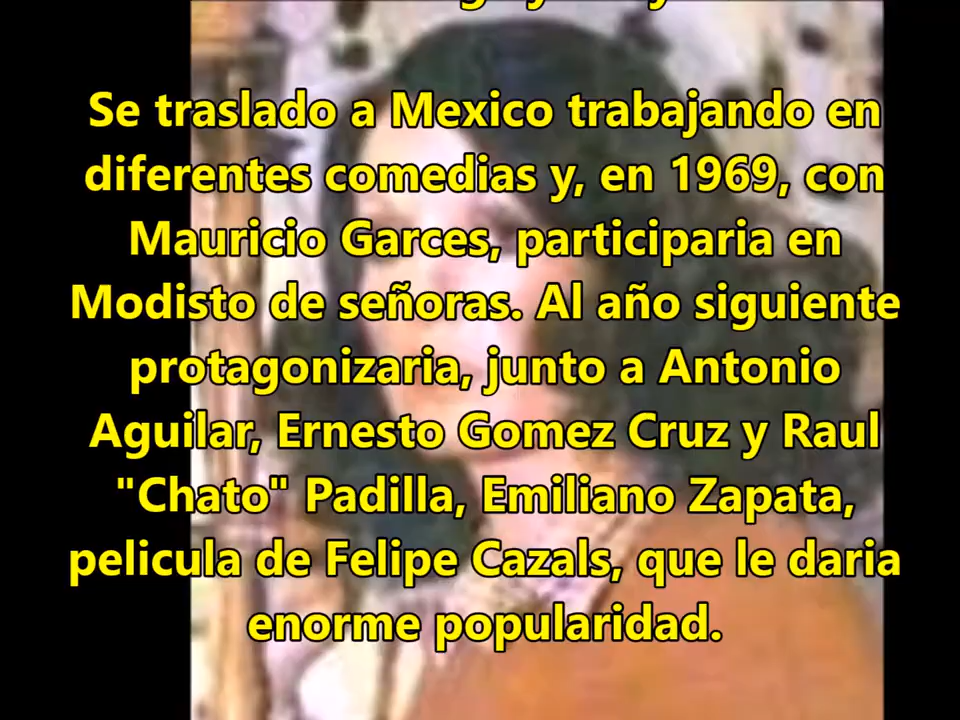 Se traslado a Mexico trabajando en
diferentes comedias y, en 1969, con
Mauricio Garces, participaria en
Modisto de señoras. Al año siguiente
protagonizaria, junto a Antonio
Aguilar, Ernesto Gomez Cruz y Raul
"Chato" Padilla, Emiliano Zapata,
pelicula de Felipe Cazals, que le daria
enorme popularidad.